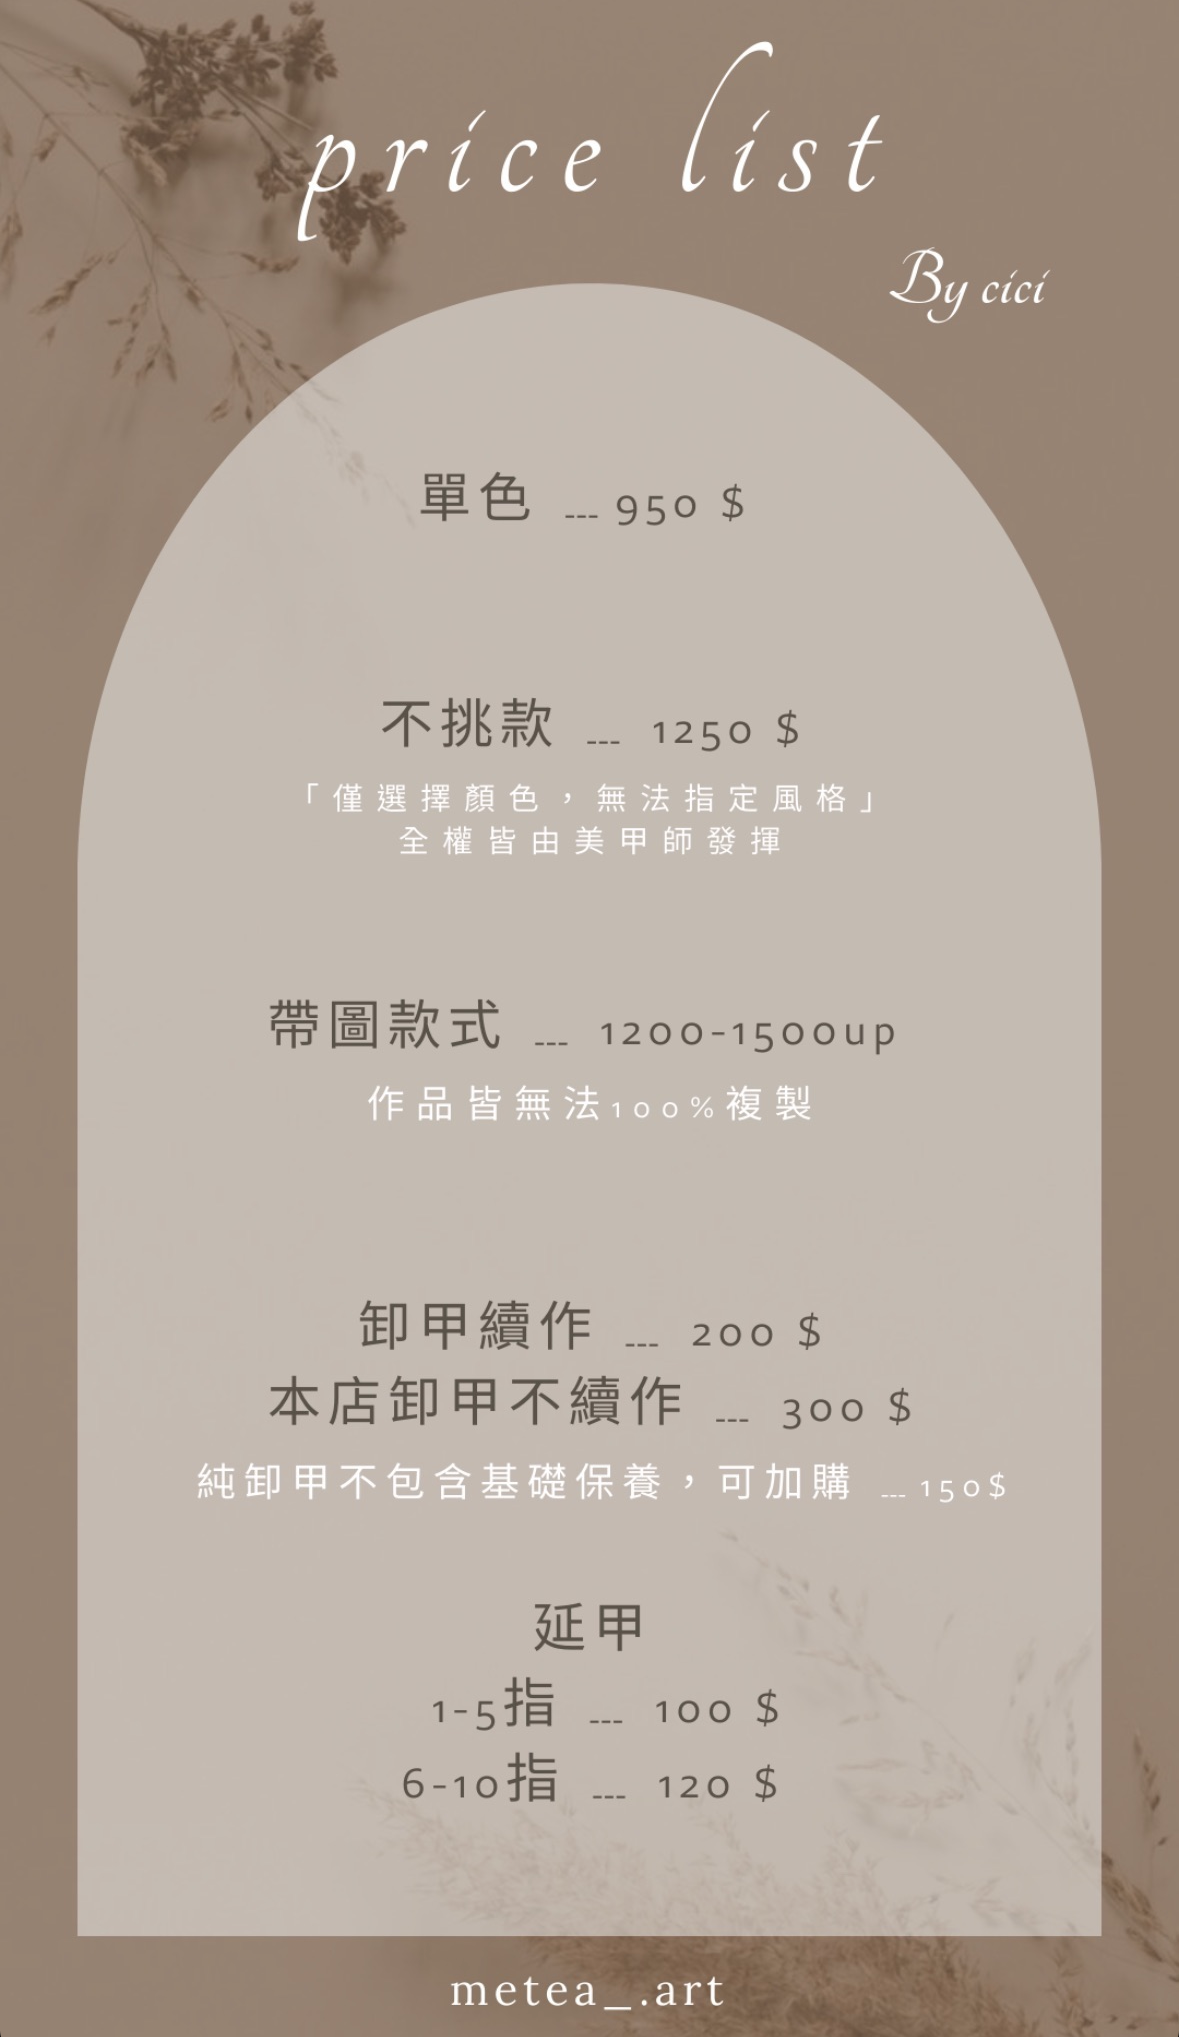 price list
By cici
單色 --- 950 $
不挑款 --- 1250 $
「僅選擇顏色，無法指定風格」
全權皆由美甲師發揮
帶圖款式 --- 1200-1500up
作品皆無法100%複製
卸甲續作 --- 200 $
本店卸甲不續作 --- 300 $
純卸甲不包含基礎保養，可加購 --- 150$
延甲
1-5指 --- 100 $
6-10指 --- 120 $
metea_.art